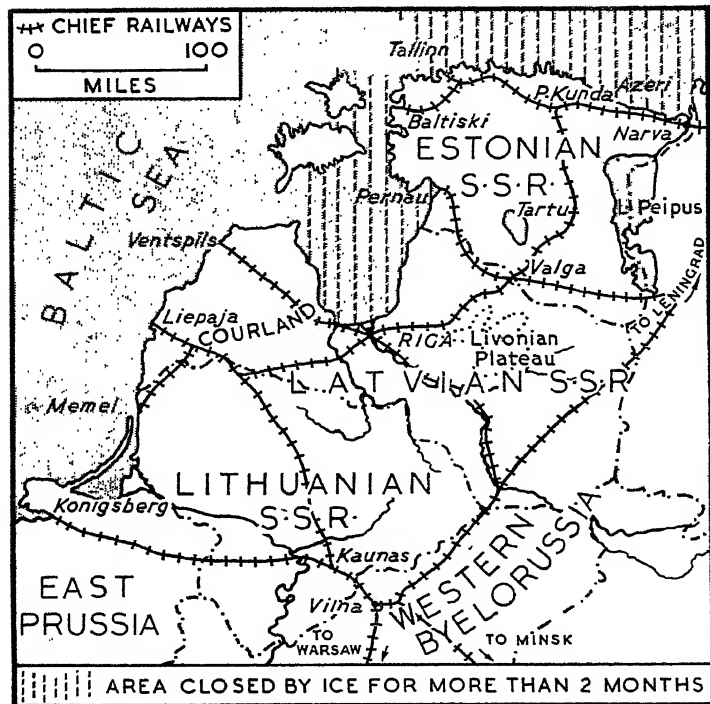 CHIEF RAILWAYS
0 100
MILES
Tallinn
P. Kunda
Azeri
Baltiski
Narva
ESTONIAN
S·S·R·
BALTIC
SEA
Pernau
Tartu
L. Peipus
Ventspils
Valga
TO LENINGRAD
Liepaja
COURLAND
RIGA
Livonian
Plateau
LATVIAN S·S·R
Memel
LITHUANIAN
S·S·R·
Konigsberg
Kaunas
WESTERN
BYELORUSSIA
EAST
PRUSSIA
Vilna
TO
WARSAW
TO MINSK
AREA CLOSED BY ICE FOR MORE THAN 2 MONTHS